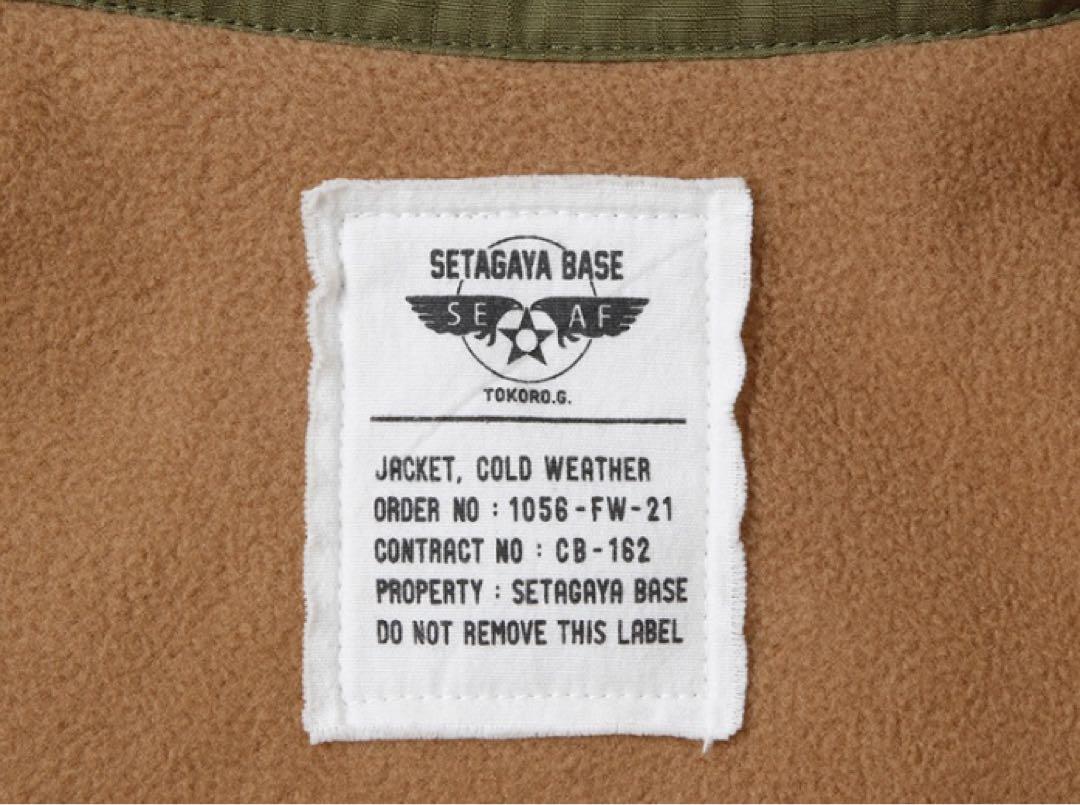 SETAGAYA BASE
SE AF
TOKORO.G.
JACKET, COLD WEATHER
ORDER NO : 1056-FW-21
CONTRACT NO : CB-162
PROPERTY : SETAGAYA BASE
DO NOT REMOVE THIS LABEL